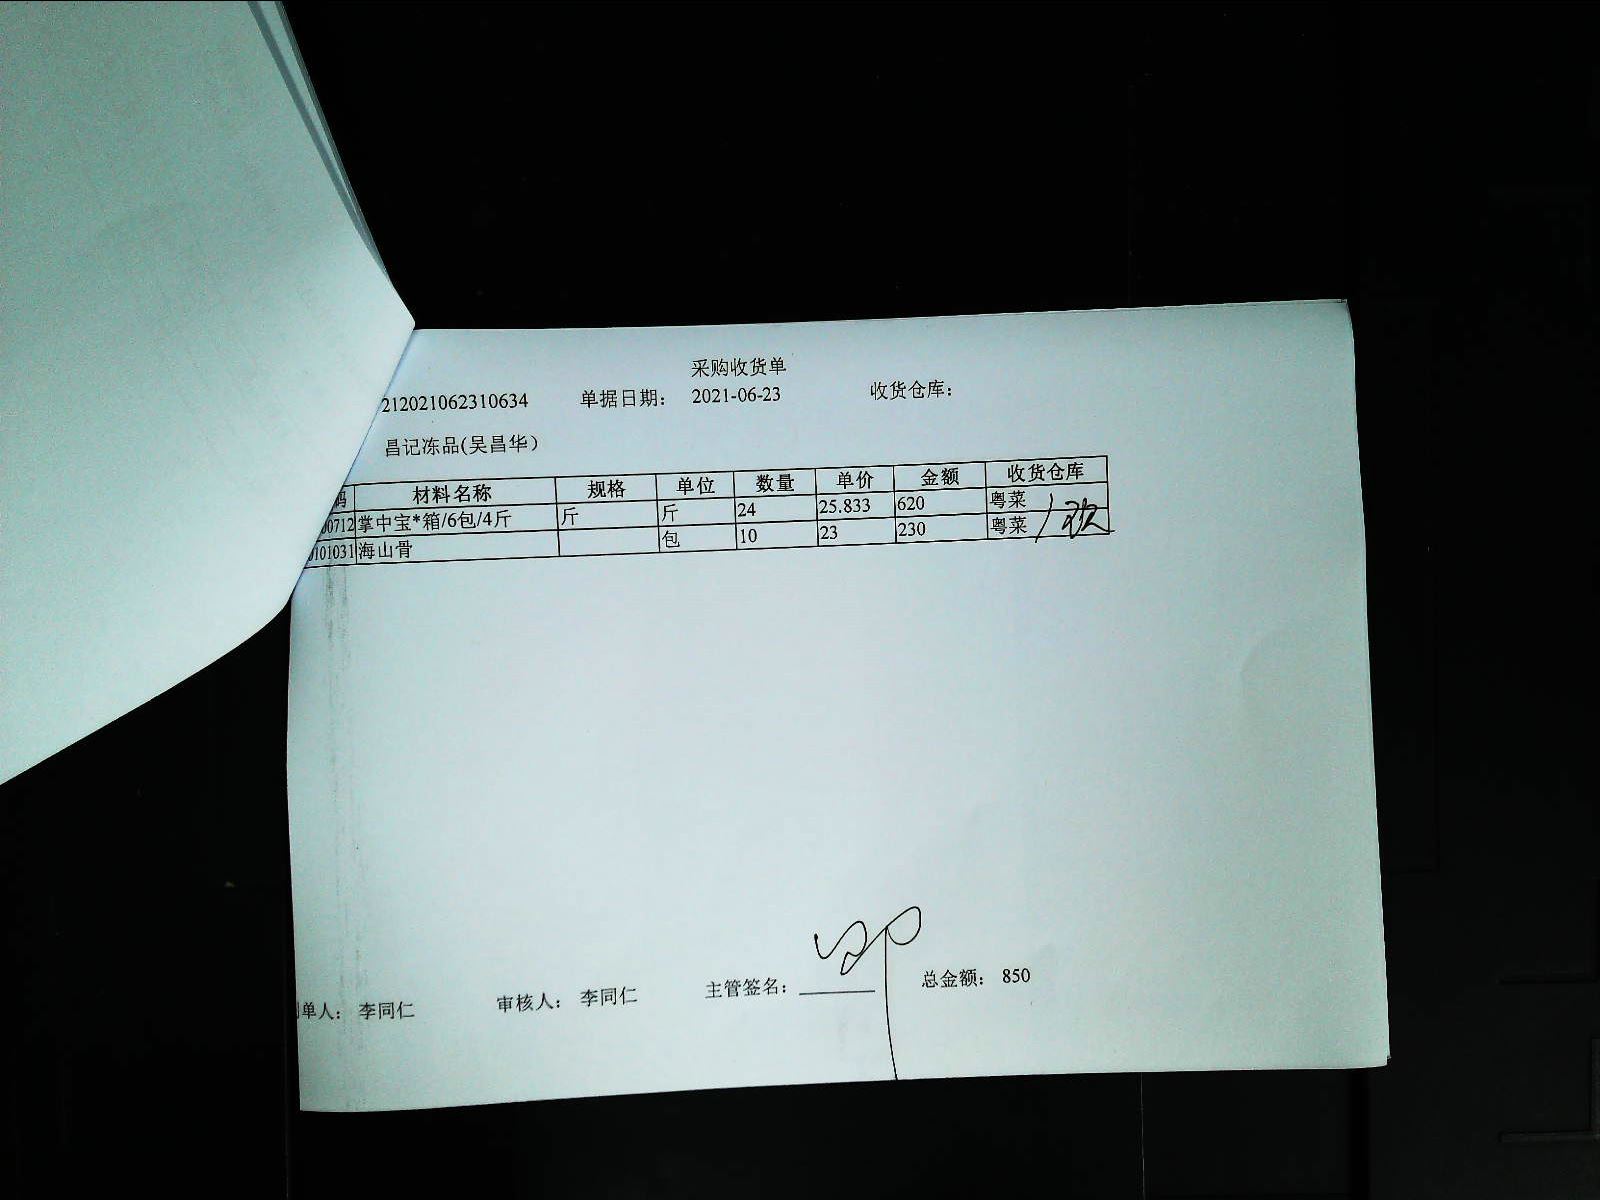 采购收货单
212021062310634 单据日期： 2021-06-23 收货仓库：
昌记冻品(吴昌华）
码 材料名称 规格 单位 数量 单价 金额 收货仓库
00712 掌中宝*箱/6包/4斤 斤 斤 24 25.833 620 粤菜
0101031 海山骨 包 10 23 230 粤菜
单人： 李同仁 审核人： 李同仁 主管签名： 总金额： 850